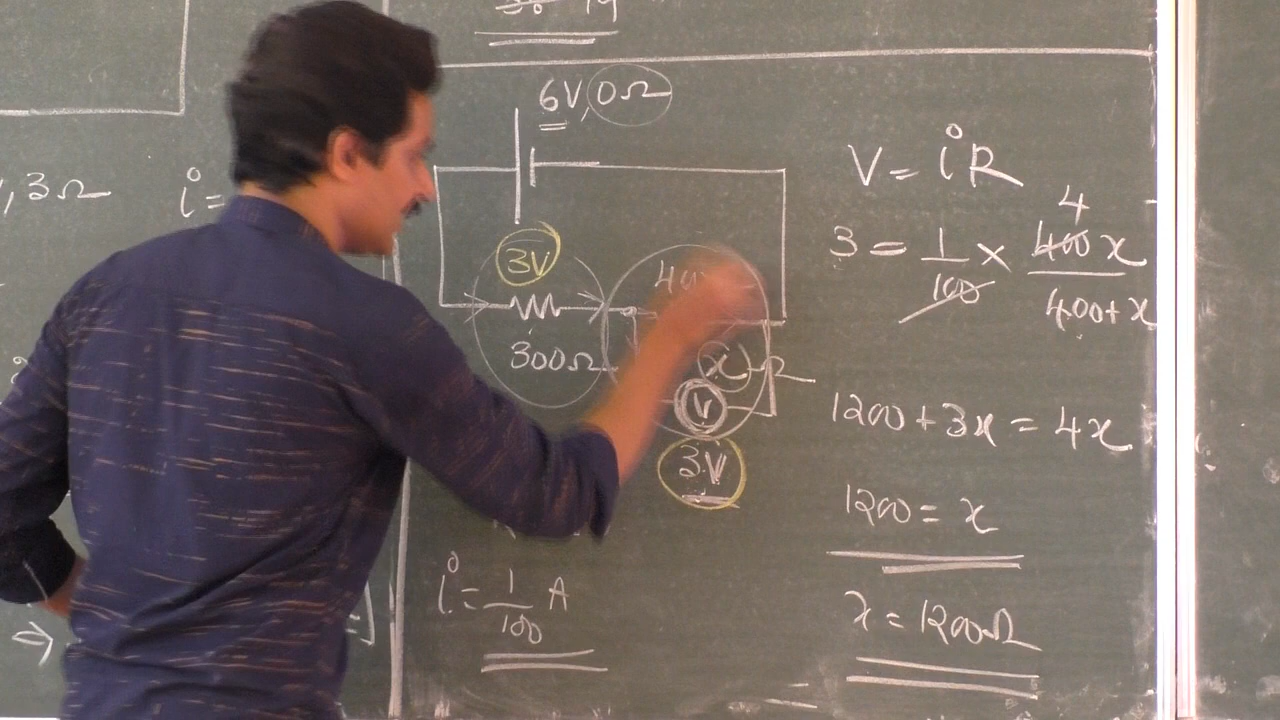 6V, 0Ω
, 3Ω
i =
3V
300Ω
x Ω
V
3V
i = 1/100 A
V = iR
3 = 1/100 × 4 400 x / 400 + x
1200 + 3x = 4x
1200 = x
x = 1200Ω